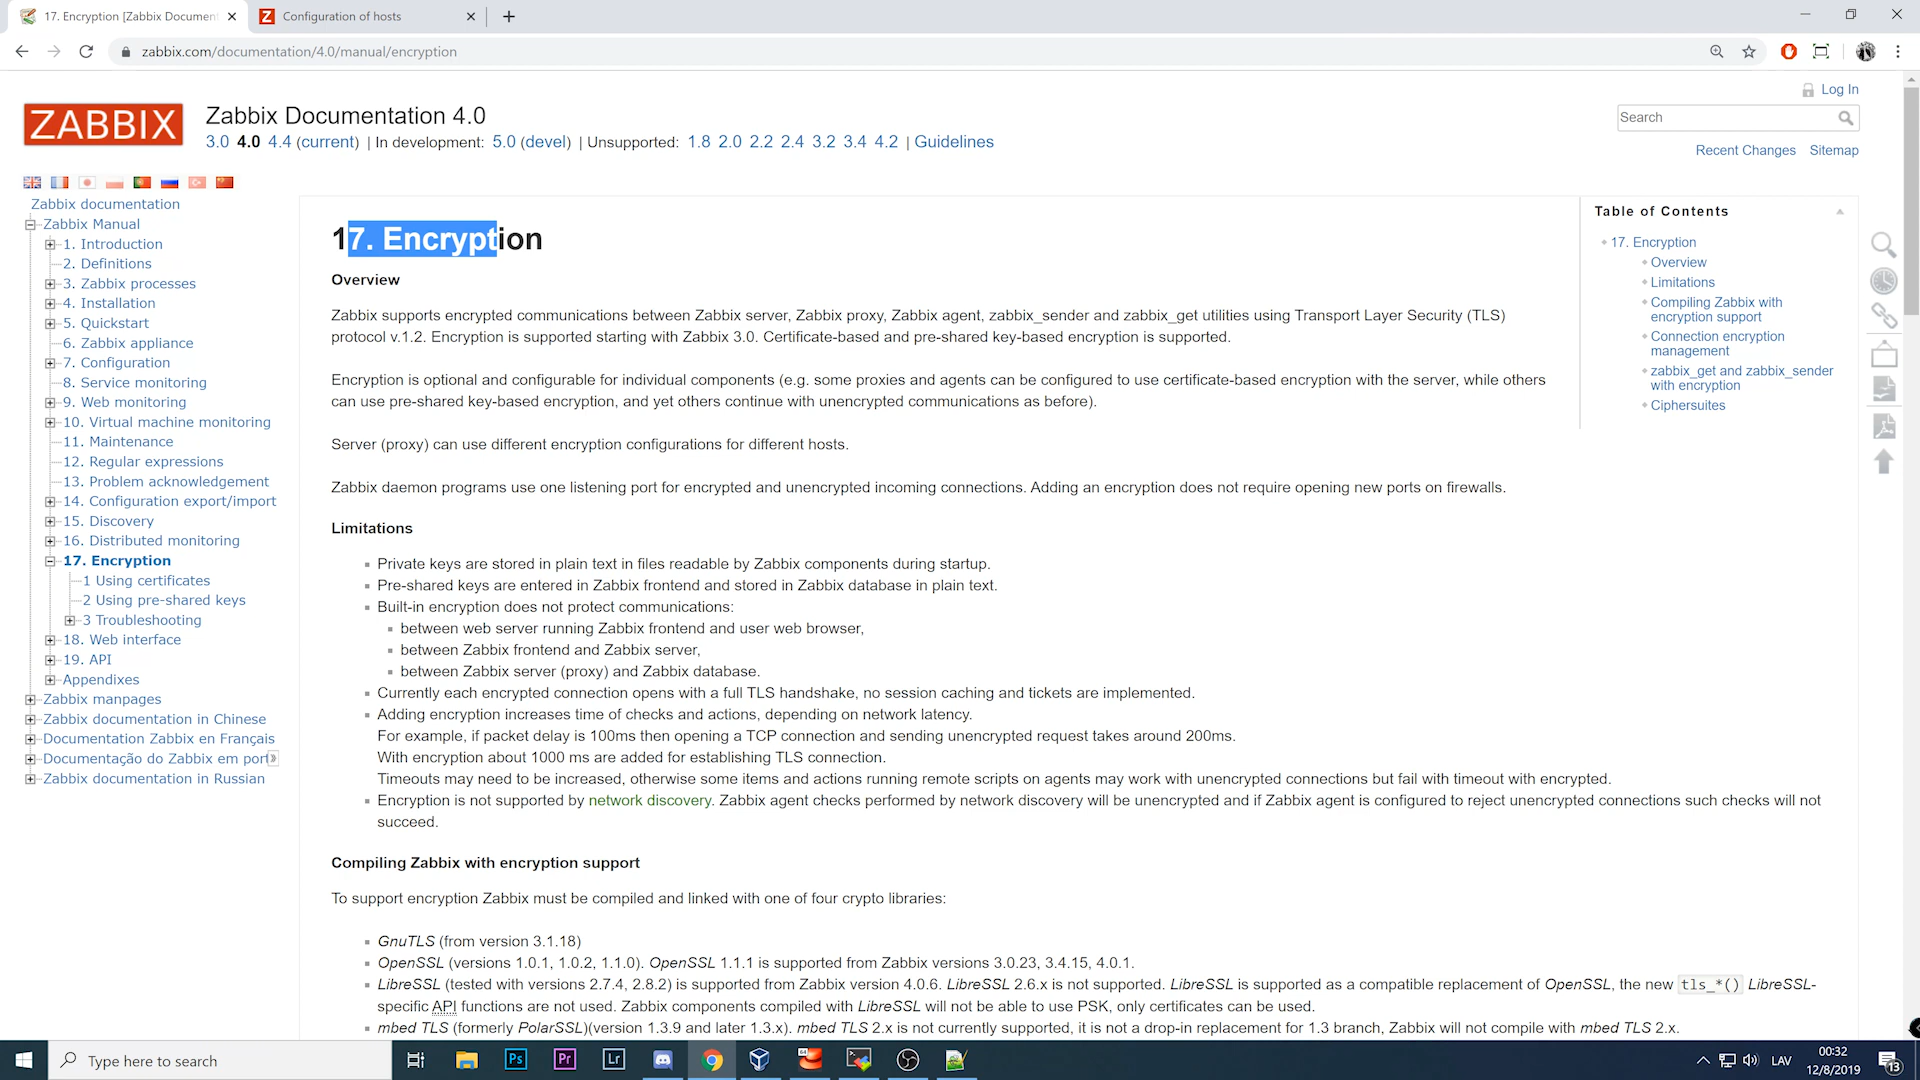 17. Encryption [Zabbix Documen
Configuration of hosts
zabbix.com/documentation/4.0/manual/encryption
Log In
ZABBIX
Zabbix Documentation 4.0
3.0 4.0 4.4 (current) | In development: 5.0 (devel) | Unsupported: 1.8 2.0 2.2 2.4 3.2 3.4 4.2 | Guidelines
Search
Recent Changes Sitemap
Zabbix documentation
Zabbix Manual
1. Introduction
2. Definitions
3. Zabbix processes
4. Installation
5. Quickstart
6. Zabbix appliance
7. Configuration
8. Service monitoring
9. Web monitoring
10. Virtual machine monitoring
11. Maintenance
12. Regular expressions
13. Problem acknowledgement
14. Configuration export/import
15. Discovery
16. Distributed monitoring
17. Encryption
1 Using certificates
2 Using pre-shared keys
3 Troubleshooting
18. Web interface
19. API
Appendixes
Zabbix manpages
Zabbix documentation in Chinese
Documentation Zabbix en Français
Documentação do Zabbix em port
Zabbix documentation in Russian
17. Encryption
Overview
Zabbix supports encrypted communications between Zabbix server, Zabbix proxy, Zabbix agent, zabbix_sender and zabbix_get utilities using Transport Layer Security (TLS)
protocol v.1.2. Encryption is supported starting with Zabbix 3.0. Certificate-based and pre-shared key-based encryption is supported.
Encryption is optional and configurable for individual components (e.g. some proxies and agents can be configured to use certificate-based encryption with the server, while others
can use pre-shared key-based encryption, and yet others continue with unencrypted communications as before).
Server (proxy) can use different encryption configurations for different hosts.
Zabbix daemon programs use one listening port for encrypted and unencrypted incoming connections. Adding an encryption does not require opening new ports on firewalls.
Limitations
Private keys are stored in plain text in files readable by Zabbix components during startup.
Pre-shared keys are entered in Zabbix frontend and stored in Zabbix database in plain text.
Built-in encryption does not protect communications:
between web server running Zabbix frontend and user web browser,
between Zabbix frontend and Zabbix server,
between Zabbix server (proxy) and Zabbix database.
Currently each encrypted connection opens with a full TLS handshake, no session caching and tickets are implemented.
Adding encryption increases time of checks and actions, depending on network latency.
For example, if packet delay is 100ms then opening a TCP connection and sending unencrypted request takes around 200ms.
With encryption about 1000 ms are added for establishing TLS connection.
Timeouts may need to be increased, otherwise some items and actions running remote scripts on agents may work with unencrypted connections but fail with timeout with encrypted.
Encryption is not supported by network discovery. Zabbix agent checks performed by network discovery will be unencrypted and if Zabbix agent is configured to reject unencrypted connections such checks will not
succeed.
Compiling Zabbix with encryption support
To support encryption Zabbix must be compiled and linked with one of four crypto libraries:
GnuTLS (from version 3.1.18)
OpenSSL (versions 1.0.1, 1.0.2, 1.1.0). OpenSSL 1.1.1 is supported from Zabbix versions 3.0.23, 3.4.15, 4.0.1.
LibreSSL (tested with versions 2.7.4, 2.8.2) is supported from Zabbix version 4.0.6. LibreSSL 2.6.x is not supported. LibreSSL is supported as a compatible replacement of OpenSSL, the new tls_*() LibreSSL-
specific API functions are not used. Zabbix components compiled with LibreSSL will not be able to use PSK, only certificates can be used.
mbed TLS (formerly PolarSSL)(version 1.3.9 and later 1.3.x). mbed TLS 2.x is not currently supported, it is not a drop-in replacement for 1.3 branch, Zabbix will not compile with mbed TLS 2.x.
Table of Contents
17. Encryption
Overview
Limitations
Compiling Zabbix with
encryption support
Connection encryption
management
zabbix_get and zabbix_sender
with encryption
Ciphersuites
Type here to search
Ps
Pr
Lr
64
LAV
00:32
12/8/2019
13